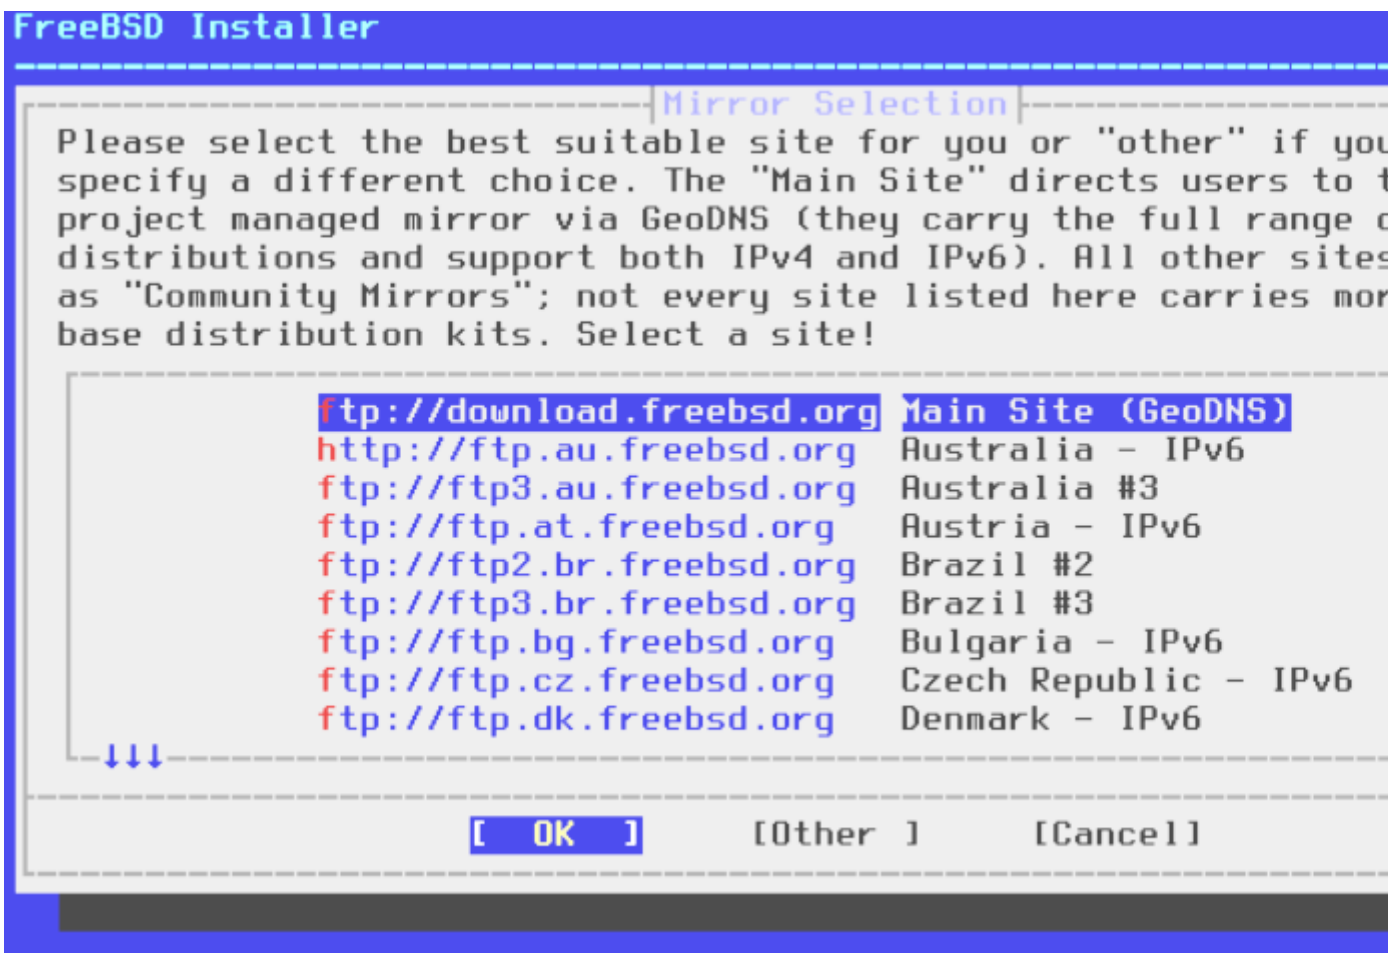 FreeBSD Installer
Mirror Selection
Please select the best suitable site for you or "other" if you
specify a different choice. The "Main Site" directs users to
project managed mirror via GeoDNS (they carry the full range
distributions and support both IPv4 and IPv6). All other sites
as "Community Mirrors"; not every site listed here carries
base distribution kits. Select a site!
ftp://download.freebsd.org Main Site (GeoDNS)
http://ftp.au.freebsd.org Australia - IPv6
ftp://ftp3.au.freebsd.org Australia #3
ftp://ftp.at.freebsd.org Austria - IPv6
ftp://ftp2.br.freebsd.org Brazil #2
ftp://ftp3.br.freebsd.org Brazil #3
ftp://ftp.bg.freebsd.org Bulgaria - IPv6
ftp://ftp.cz.freebsd.org Czech Republic - IPv6
ftp://ftp.dk.freebsd.org Denmark - IPv6
↓↓↓
[ OK ] [Other ] [Cancel]